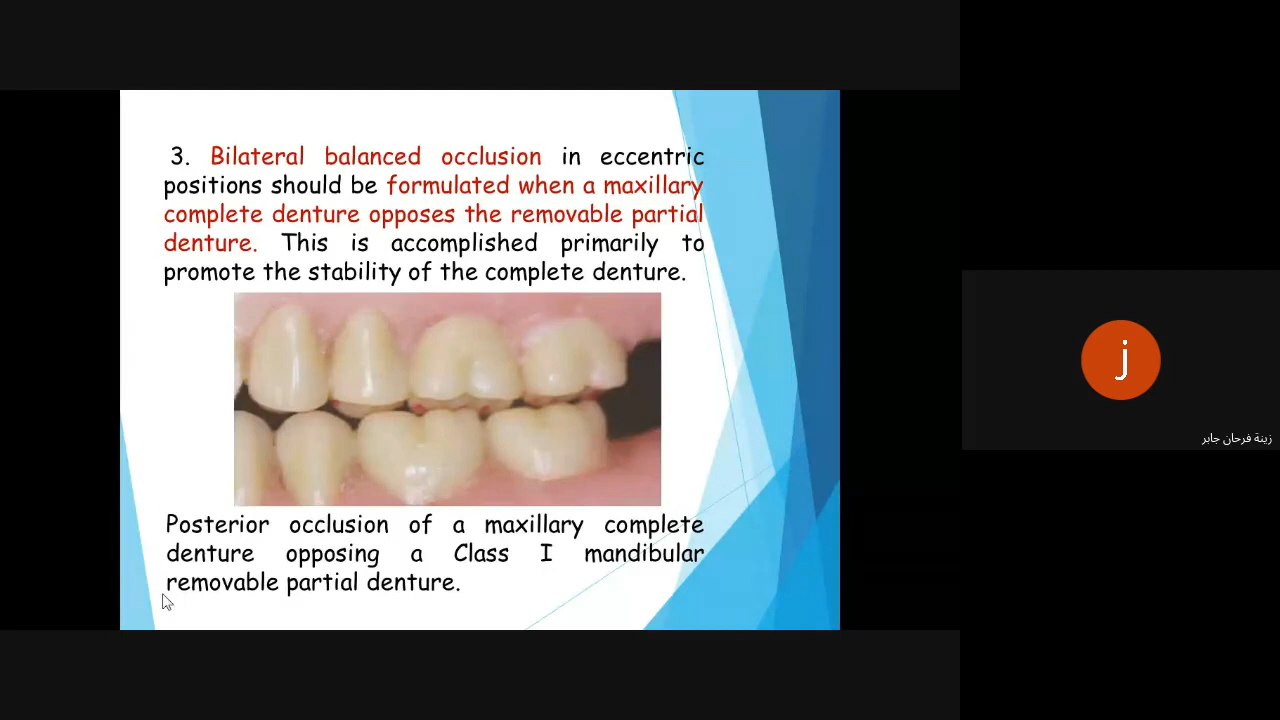 3. Bilateral balanced occlusion in eccentric
positions should be formulated when a maxillary
complete denture opposes the removable partial
denture. This is accomplished primarily to
promote the stability of the complete denture.
Posterior occlusion of a maxillary complete
denture opposing a Class I mandibular
removable partial denture.
j
زينة فرحان جابر